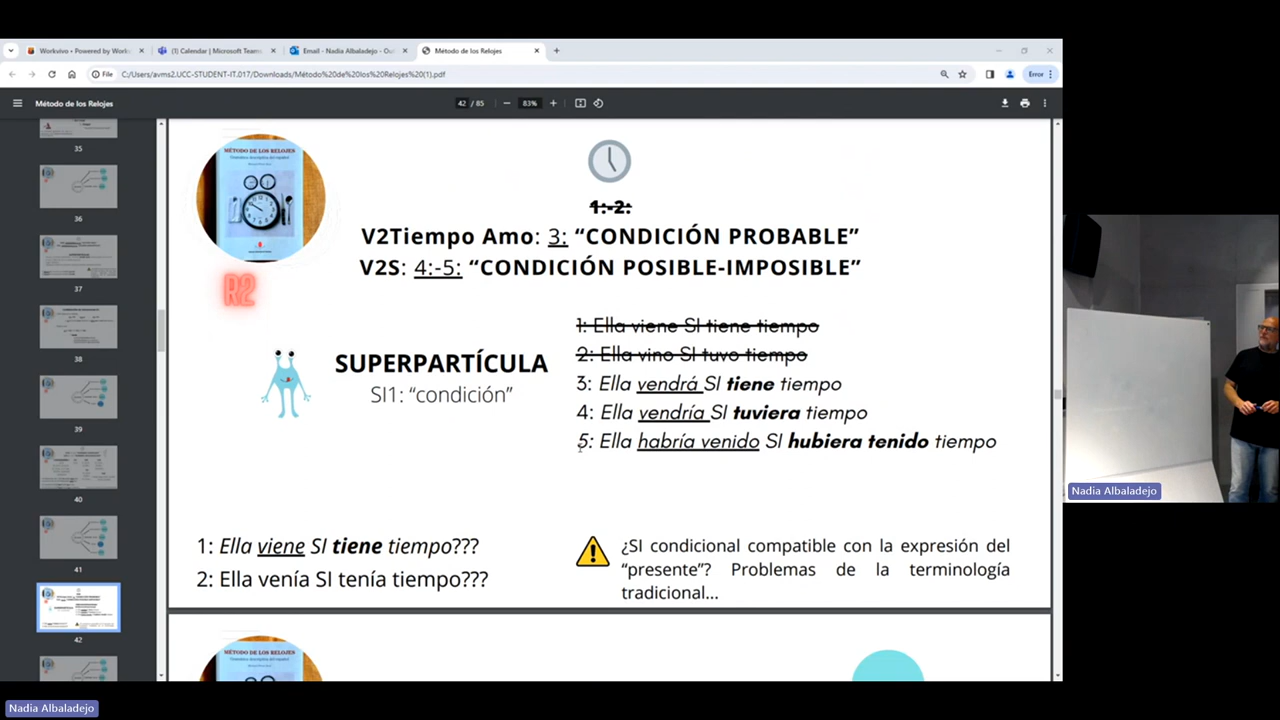 Workvivo • Powered by Work
(1) Calendar | Microsoft Teams
Email - Nadia Albaladejo - Ou
Método de los Relojes
File
C:/Users/avms2.UCC-STUDENT-IT.017/Downloads/Método%20de%20los%20Relojes%20(1).pdf
Error
Método de los Relojes
42 / 85
83%
35
36
37
38
39
40
41
42
MÉTODO DE LOS RELOJES
1:-2:
V2Tiempo Amo: 3: “CONDICIÓN PROBABLE”
V2S: 4:-5: “CONDICIÓN POSIBLE-IMPOSIBLE”
R2
SUPERPARTÍCULA
SI1: “condición”
1: Ella viene SI tiene tiempo
2: Ella vino SI tuvo tiempo
3: Ella vendrá SI tiene tiempo
4: Ella vendría SI tuviera tiempo
5: Ella habría venido SI hubiera tenido tiempo
1: Ella viene SI tiene tiempo???
2: Ella venía SI tenía tiempo???
¿SI condicional compatible con la expresión del
“presente”? Problemas de la terminología
tradicional...
MÉTODO DE LOS RELOJES
Nadia Albaladejo
Nadia Albaladejo